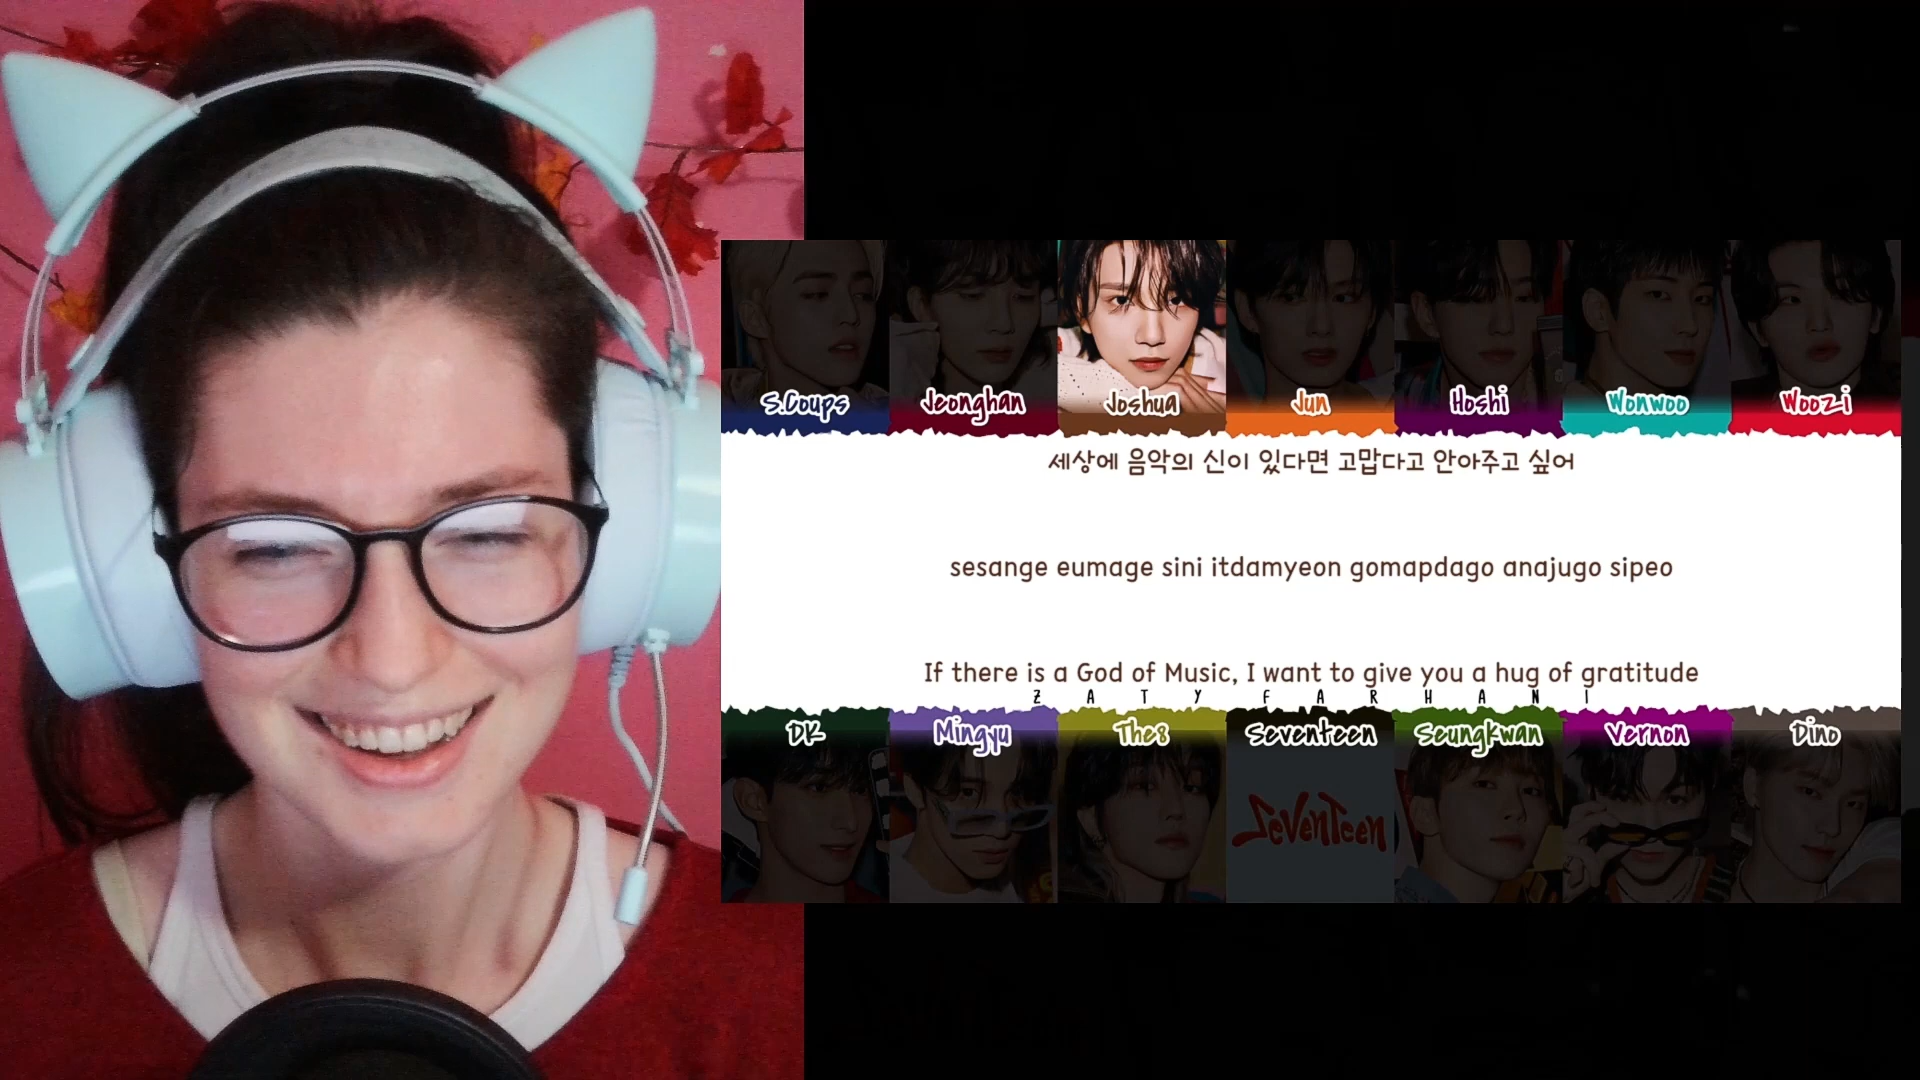 S.Coups
Jeonghan
Joshua
Jun
Hoshi
Wonwoo
Woozi
세상에 음악의 신이 있다면 고맙다고 안아주고 싶어
sesange eumage sini itdamyeon gomapdago anajugo sipeo
If there is a God of Music, I want to give you a hug of gratitude
ZATYFARHANI
DK
Mingyu
The8
Seventeen
Seungkwan
Vernon
Dino
SEVENTEEN